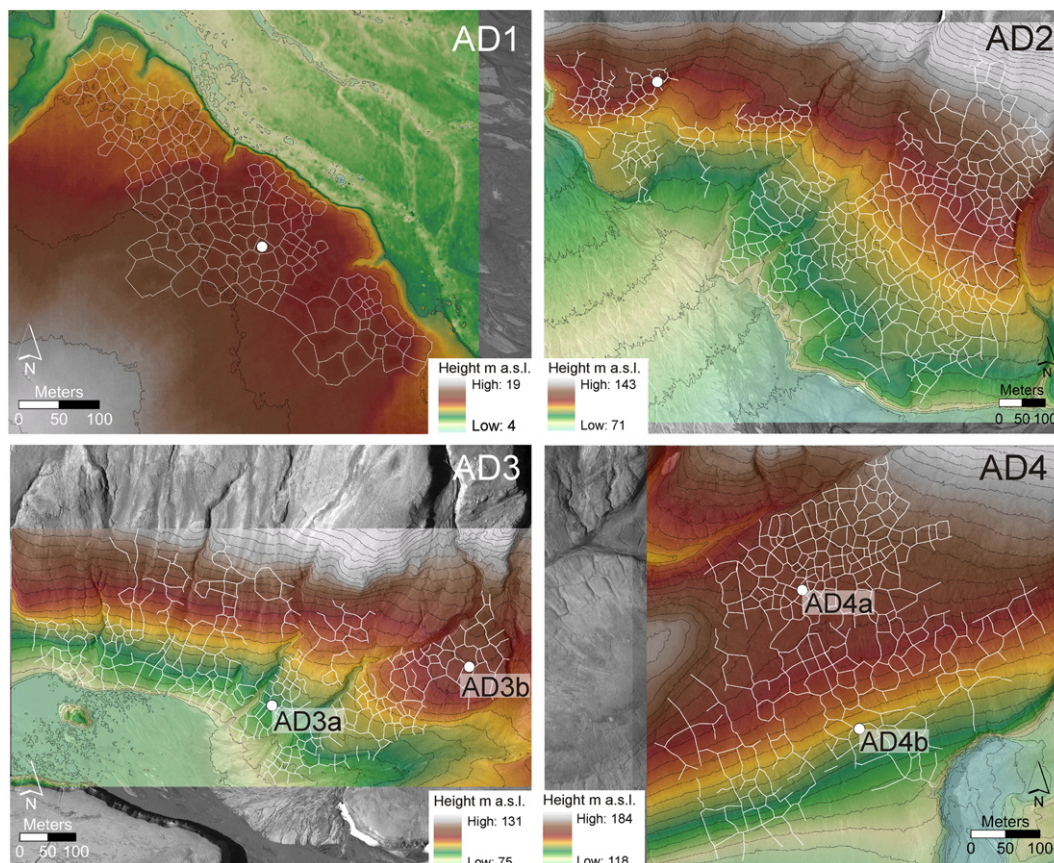 AD1
N
Meters
0 50 100
Height m a.s.l.
High: 19
Low: 4
AD2
Height m a.s.l.
High: 143
Low: 71
N
Meters
0 50 100
AD3
AD3b
AD3a
N
Meters
0 50 100
Height m a.s.l.
High: 131
Low: 75
AD4
AD4a
AD4b
Height m a.s.l.
High: 184
Low: 118
N
Meters
0 50 100